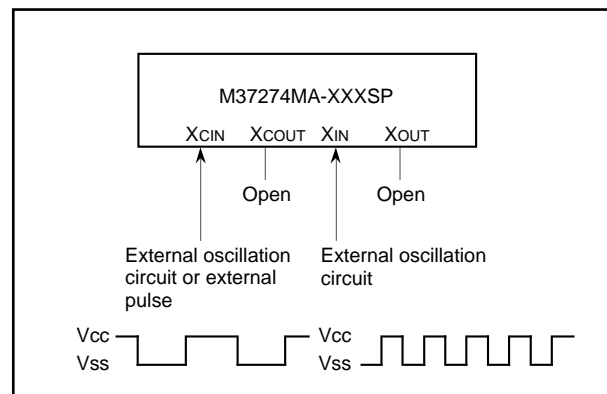 M37274MA-XXXSP
XCIN XCOUT XIN XOUT
Open Open
External oscillation
circuit or external
pulse
External oscillation
circuit
Vcc Vcc
Vss Vss